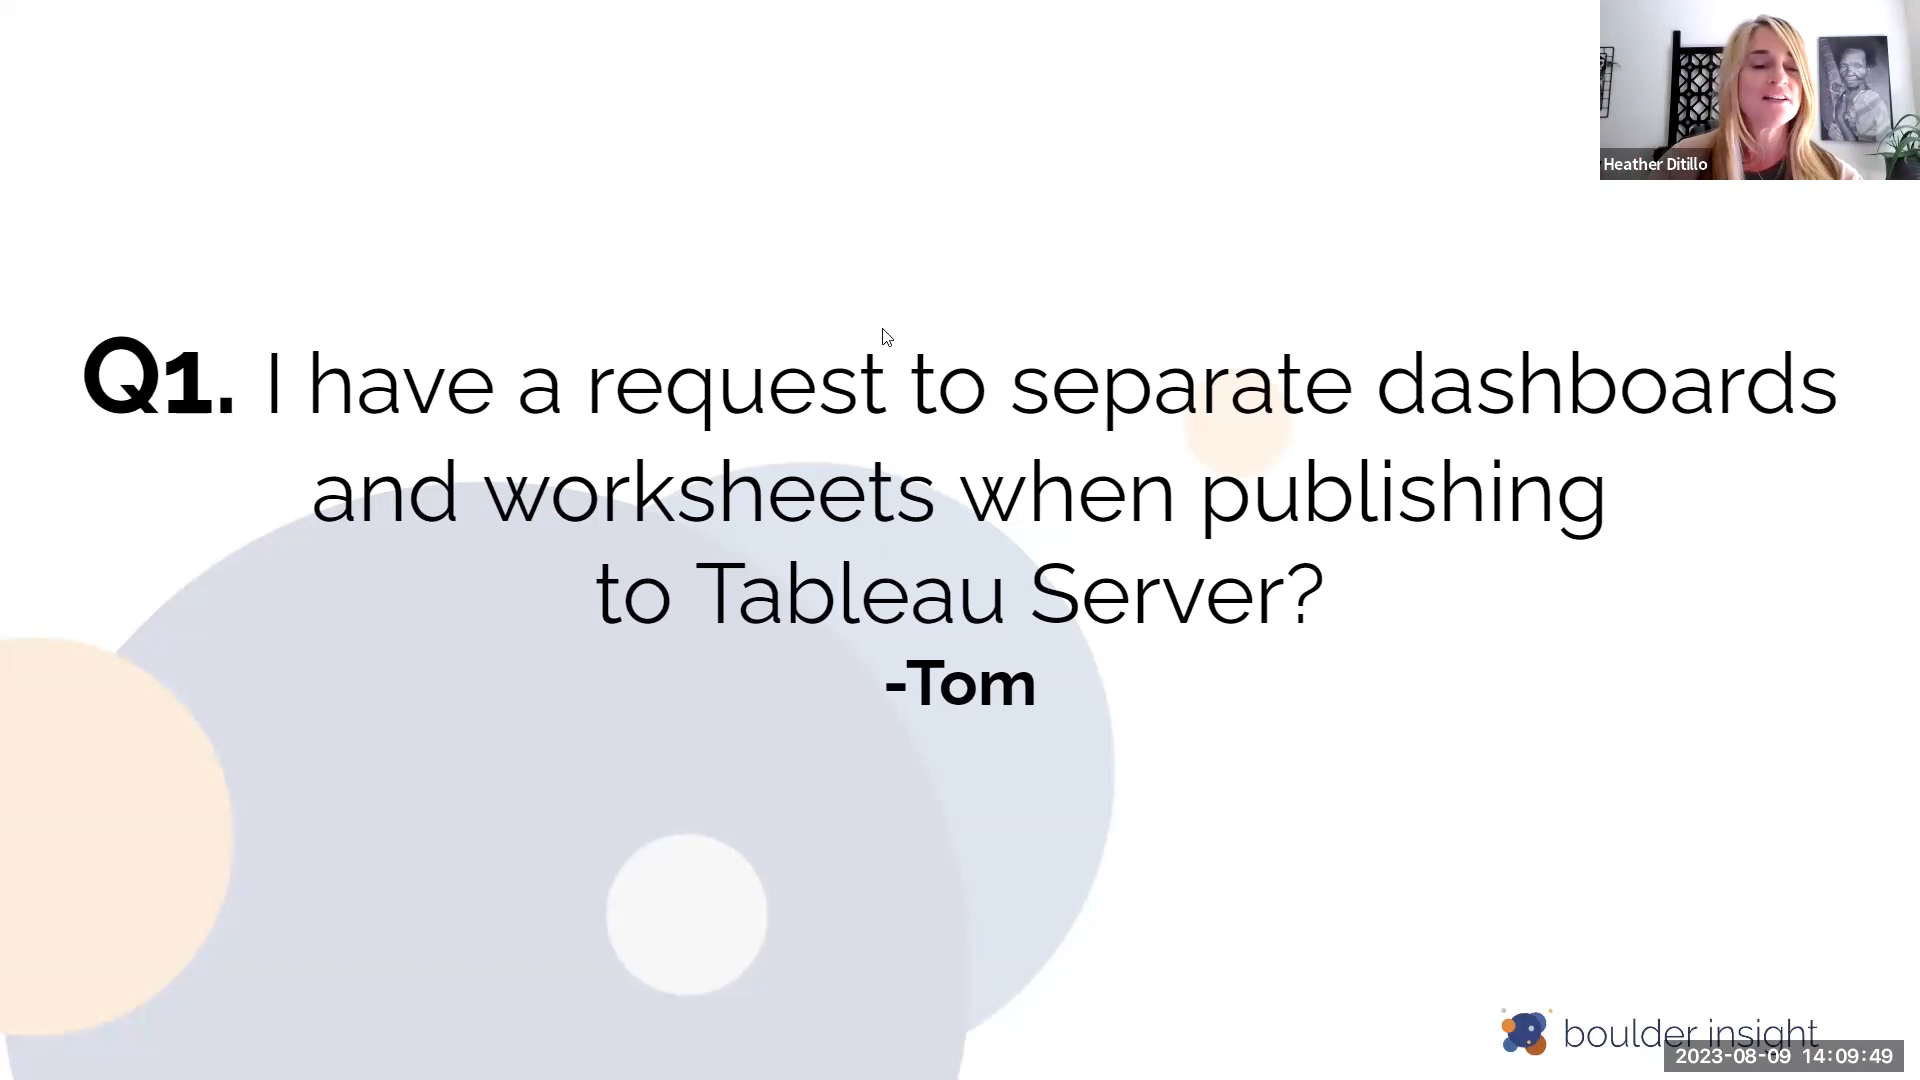 Heather Ditillo
Q1. I have a request to separate dashboards
and worksheets when publishing
to Tableau Server?
-Tom
boulder insight
2023-08-09 14:09:49